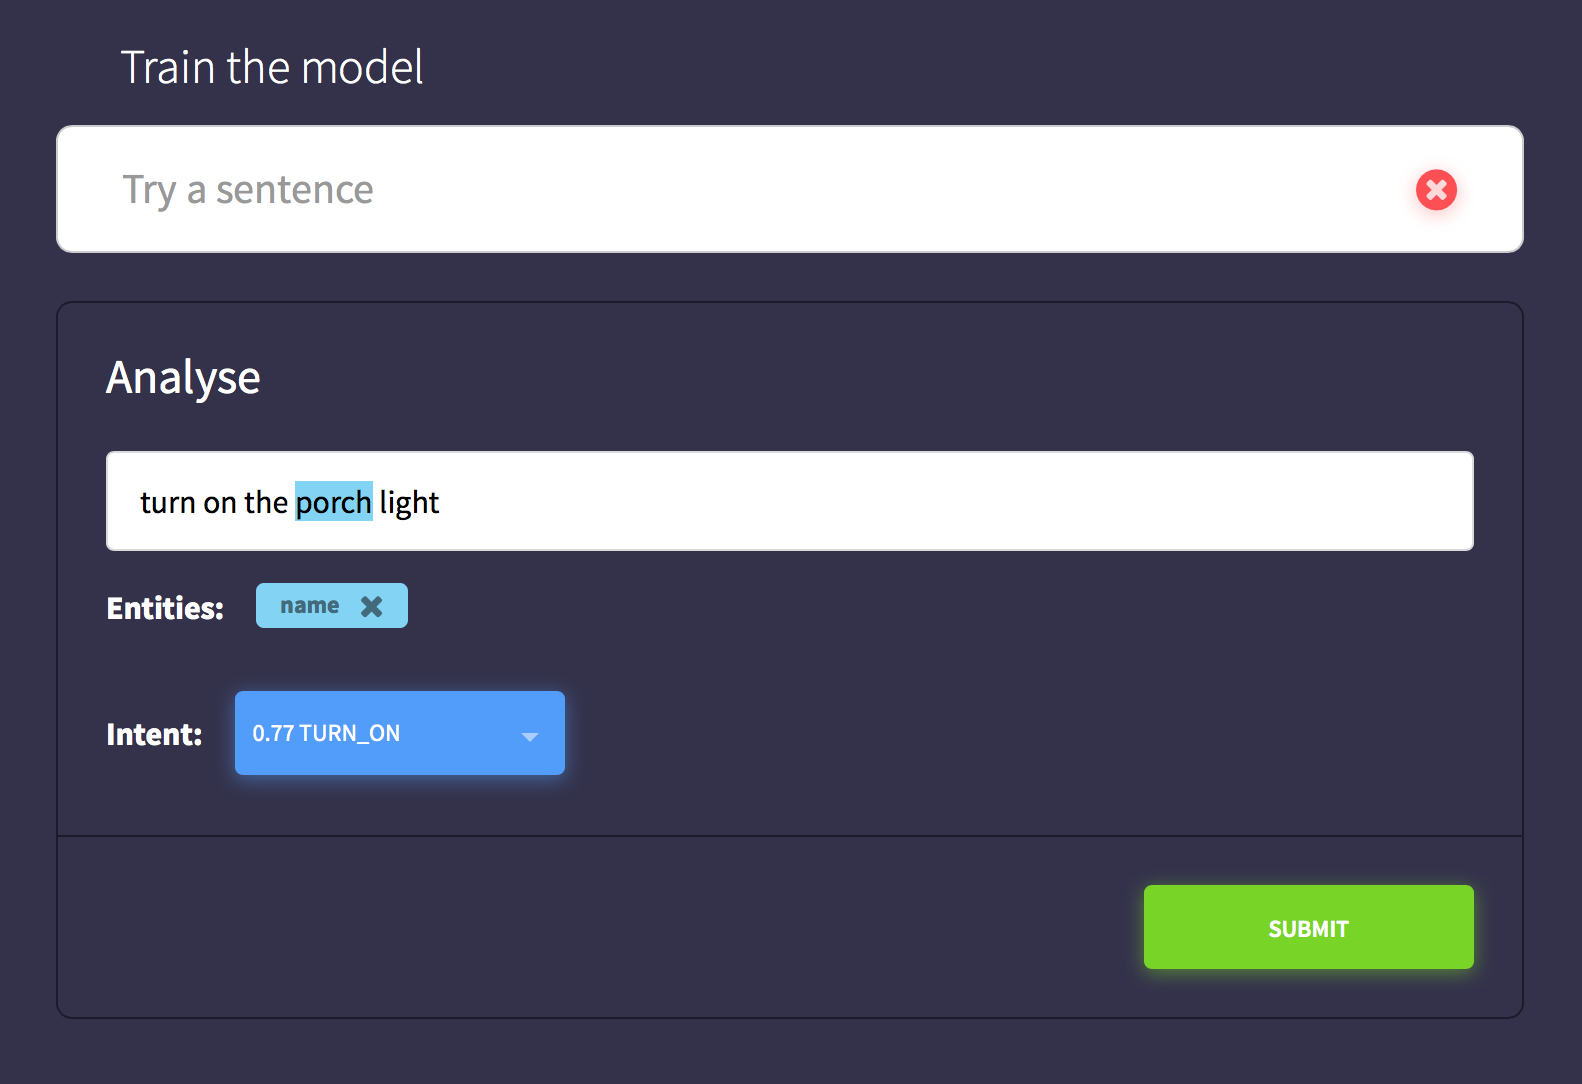 Train the model
Try a sentence
Analyse
turn on the porch light
Entities: name
Intent: 0.77 TURN_ON
SUBMIT